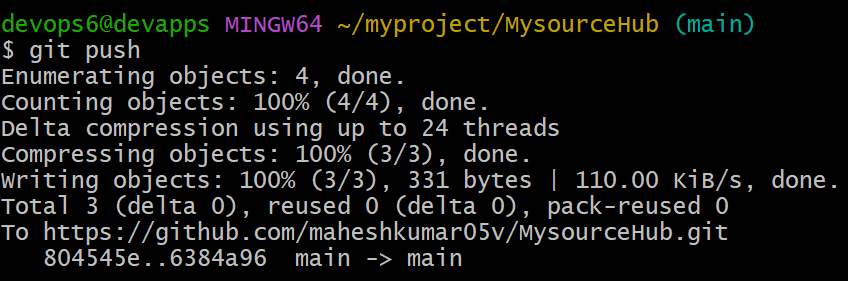 devops6@devapps MINGW64 ~/myproject/MysourceHub (main)
$ git push
Enumerating objects: 4, done.
Counting objects: 100% (4/4), done.
Delta compression using up to 24 threads
Compressing objects: 100% (3/3), done.
Writing objects: 100% (3/3), 331 bytes | 110.00 KiB/s, done.
Total 3 (delta 0), reused 0 (delta 0), pack-reused 0
To https://github.com/maheshkumar05v/MysourceHub.git
   804545e..6384a96  main -> main